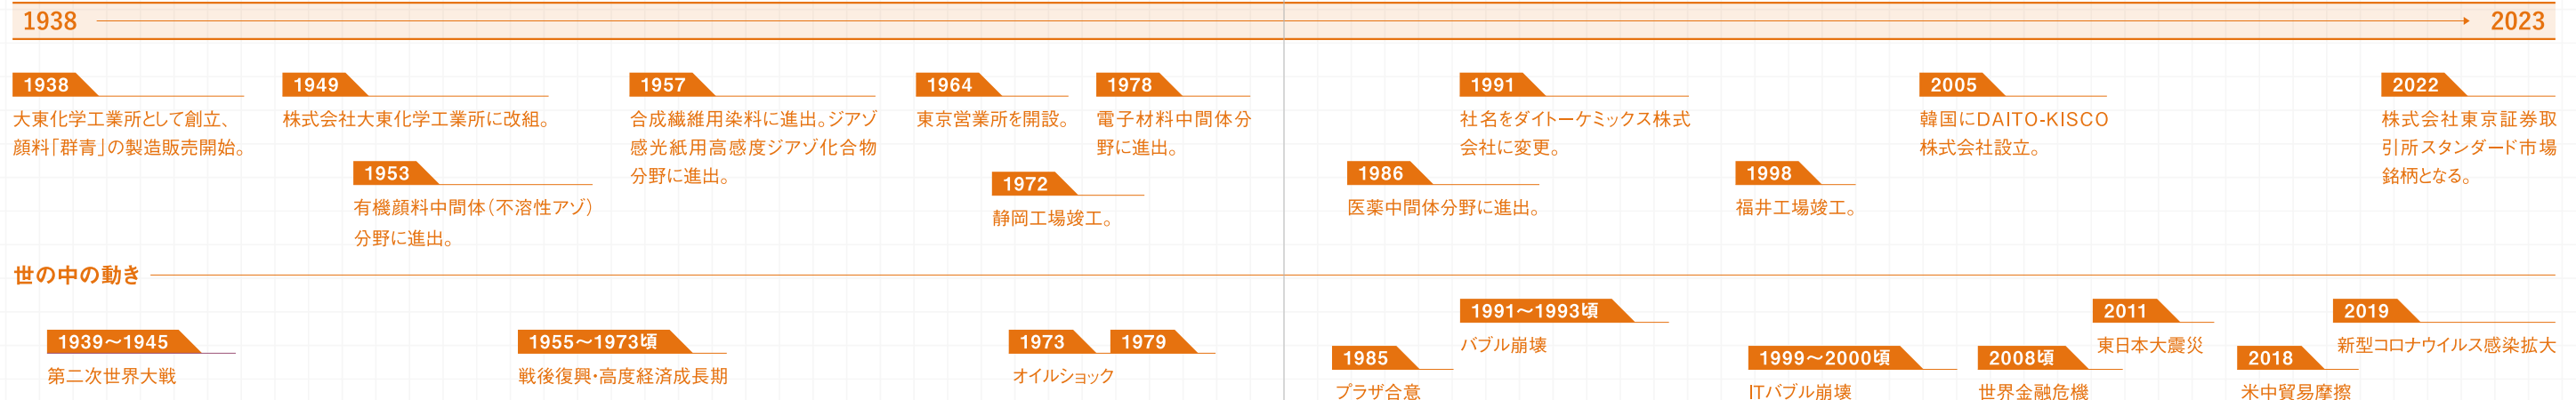 1938
2023
1938
大東化学工業所として創立、
顔料「群青」の製造販売開始。
1949
株式会社大東化学工業所に改組。
1953
有機顔料中間体（不溶性アゾ）
分野に進出。
1957
合成繊維用染料に進出。ジアゾ
感光紙用高感度ジアゾ化合物
分野に進出。
1964
東京営業所を開設。
1972
静岡工場竣工。
1978
電子材料中間体分
野に進出。
1986
医薬中間体分野に進出。
1991
社名をダイトーケミックス株式
会社に変更。
1998
福井工場竣工。
2005
韓国にDAITO-KISCO
株式会社設立。
2022
株式会社東京証券取
引所スタンダード市場
銘柄となる。
世の中の動き
1939〜1945
第二次世界大戦
1955〜1973頃
戦後復興・高度経済成長期
1973
1979
オイルショック
1985
プラザ合意
1991〜1993頃
バブル崩壊
1999〜2000頃
ITバブル崩壊
2008頃
世界金融危機
2011
東日本大震災
2018
米中貿易摩擦
2019
新型コロナウイルス感染拡大